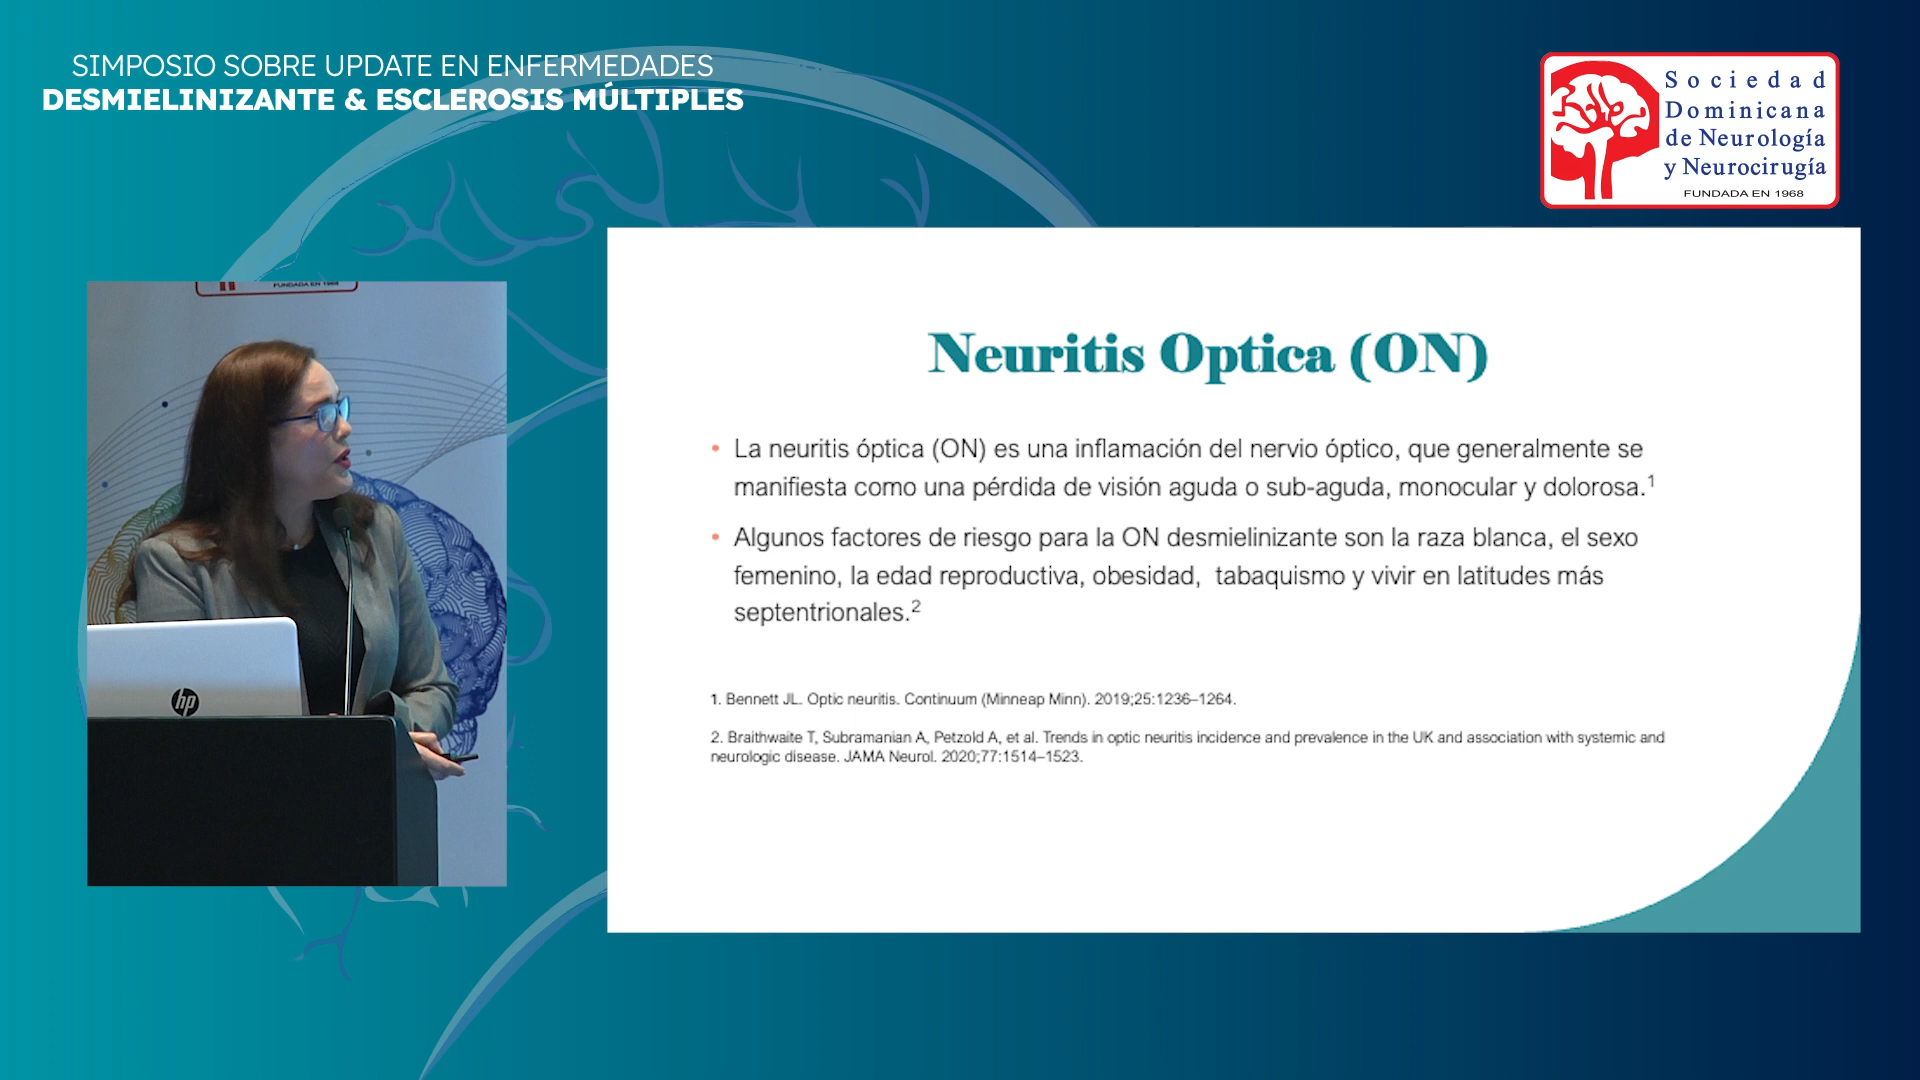 SIMPOSIO SOBRE UPDATE EN ENFERMEDADES
DESMIELINIZANTE & ESCLEROSIS MÚLTIPLES
Sociedad
Dominicana
de Neurología
y Neurocirugía
FUNDADA EN 1968
FUNDADA EN 1968
hp
Neuritis Optica (ON)
• La neuritis óptica (ON) es una inflamación del nervio óptico, que generalmente se
manifiesta como una pérdida de visión aguda o sub-aguda, monocular y dolorosa.1
• Algunos factores de riesgo para la ON desmielinizante son la raza blanca, el sexo
femenino, la edad reproductiva, obesidad, tabaquismo y vivir en latitudes más
septentrionales.2
1. Bennett JL. Optic neuritis. Continuum (Minneap Minn). 2019;25:1236–1264.
2. Braithwaite T, Subramanian A, Petzold A, et al. Trends in optic neuritis incidence and prevalence in the UK and association with systemic and
neurologic disease. JAMA Neurol. 2020;77:1514–1523.